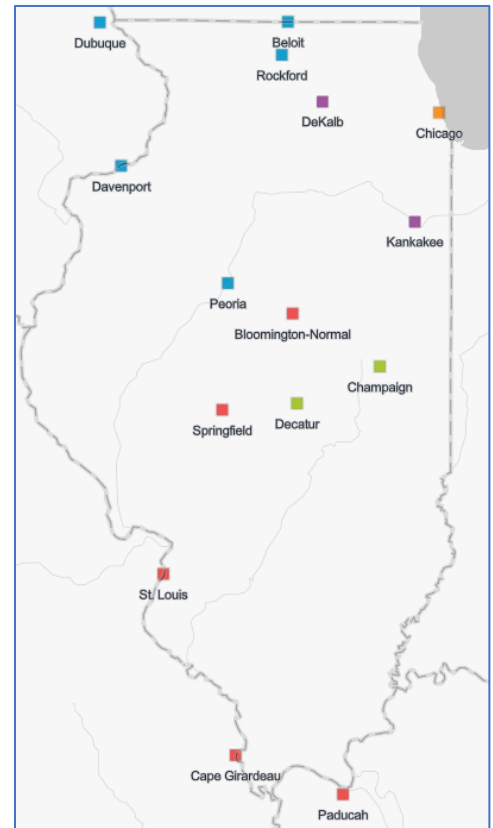 Dubuque
Beloit
Rockford
DeKalb
Chicago
Davenport
Kankakee
Peoria
Bloomington-Normal
Champaign
Springfield
Decatur
St. Louis
Cape Girardeau
Paducah